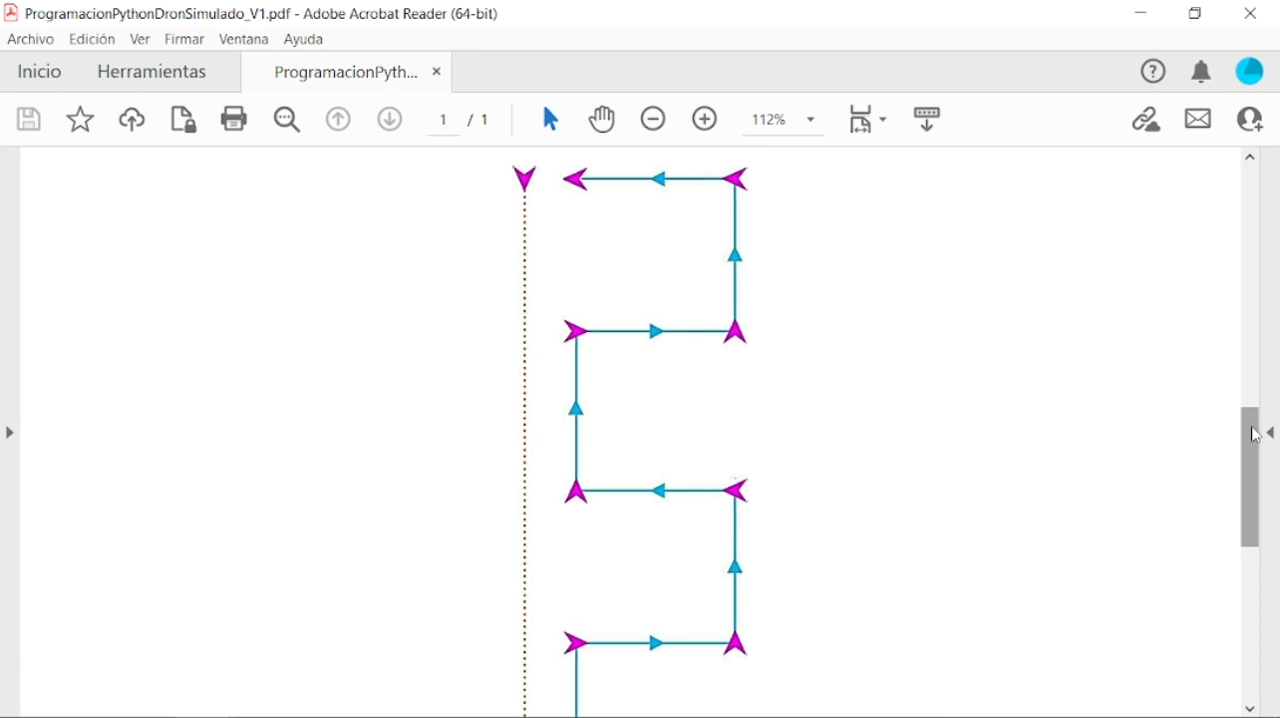 ProgramacionPythonDronSimulado_V1.pdf - Adobe Acrobat Reader (64-bit)
Archivo Edición Ver Firmar Ventana Ayuda
Inicio Herramientas ProgramacionPyth...
1 / 1 112%